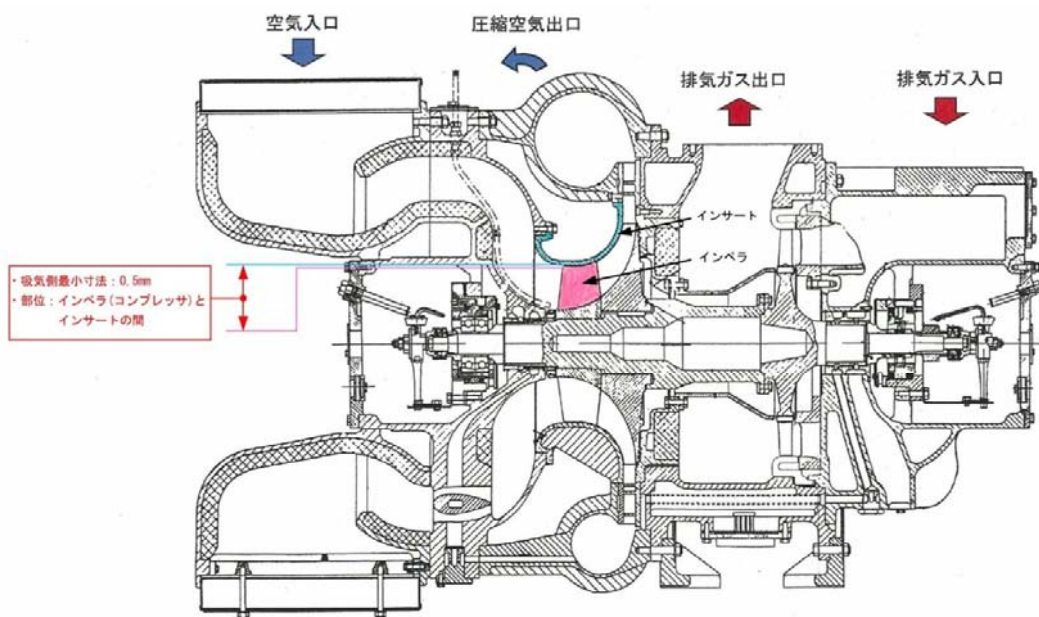 空気入口
圧縮空気出口
排気ガス出口
排気ガス入口
インサート
インペラ
・吸気側最小寸法：0.5mm
・部位：インペラ(コンプレッサ)と
インサートの間